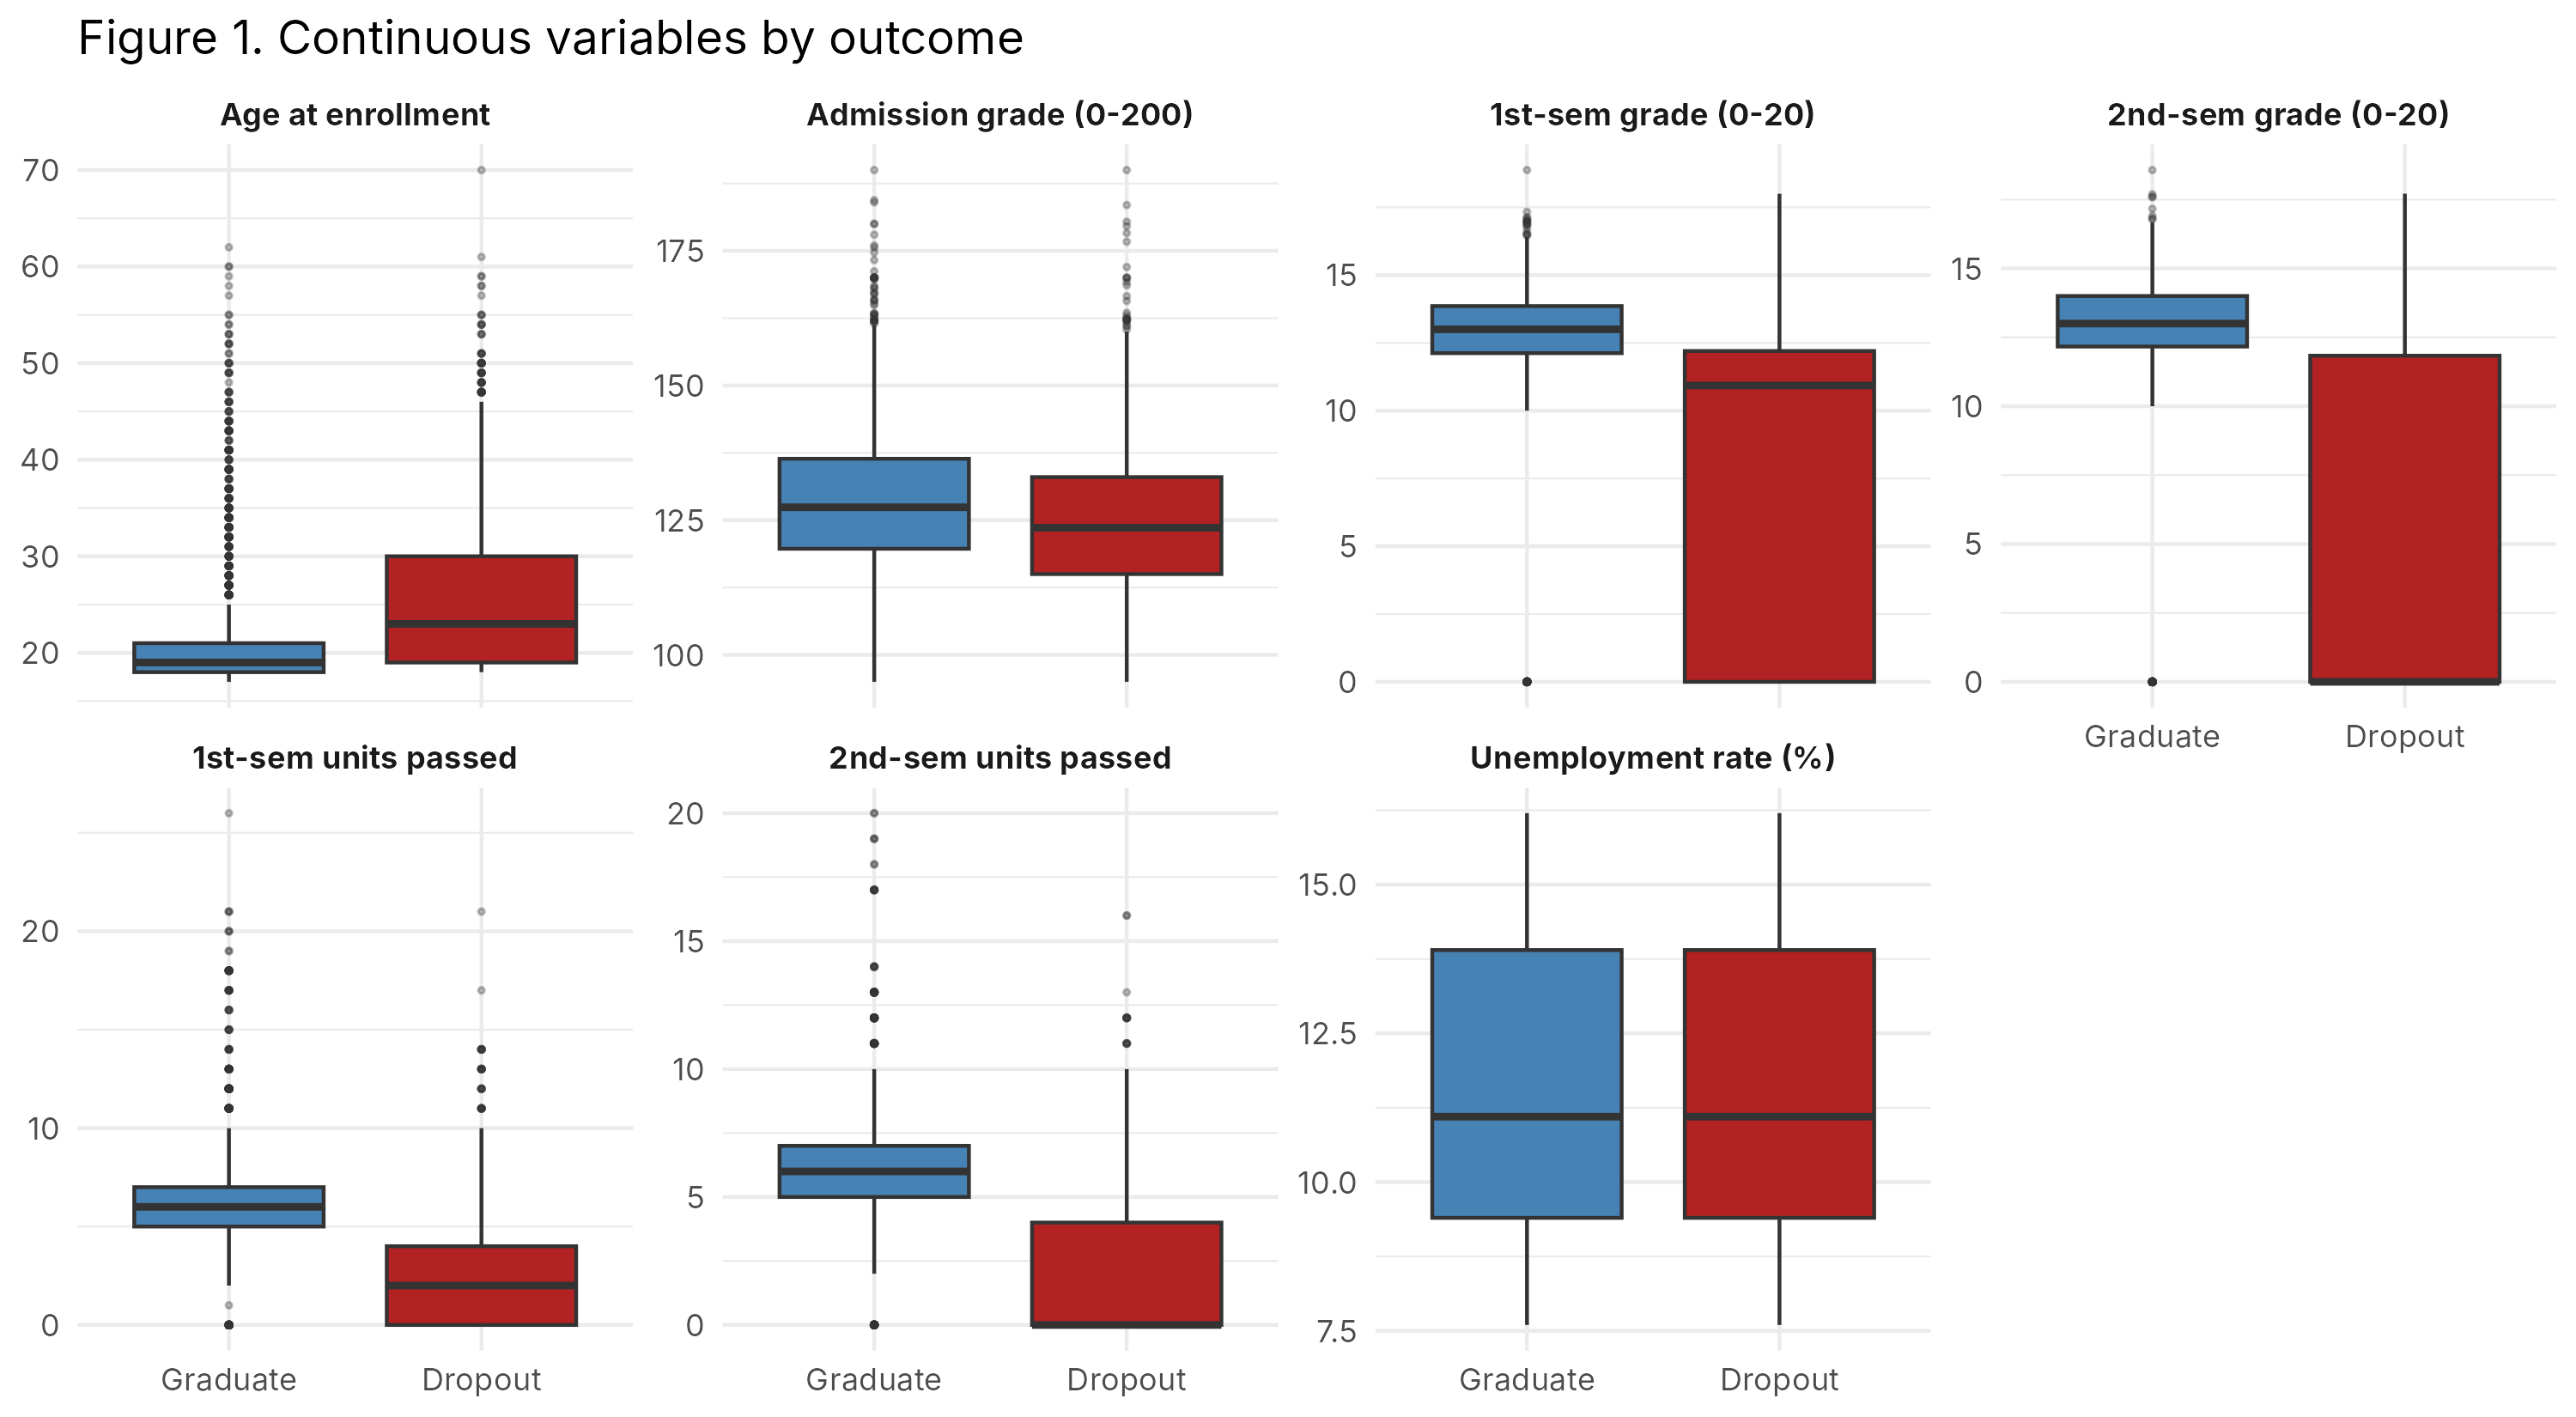 Figure 1. Continuous variables by outcome
Age at enrollment
Admission grade (0-200)
1st-sem grade (0-20)
2nd-sem grade (0-20)
70
60
50
40
30
20
175
150
125
100
15
10
5
0
15
10
5
0
Graduate
Dropout
1st-sem units passed
2nd-sem units passed
Unemployment rate (%)
20
10
0
20
15
10
5
0
15.0
12.5
10.0
7.5
Graduate
Dropout
Graduate
Dropout
Graduate
Dropout